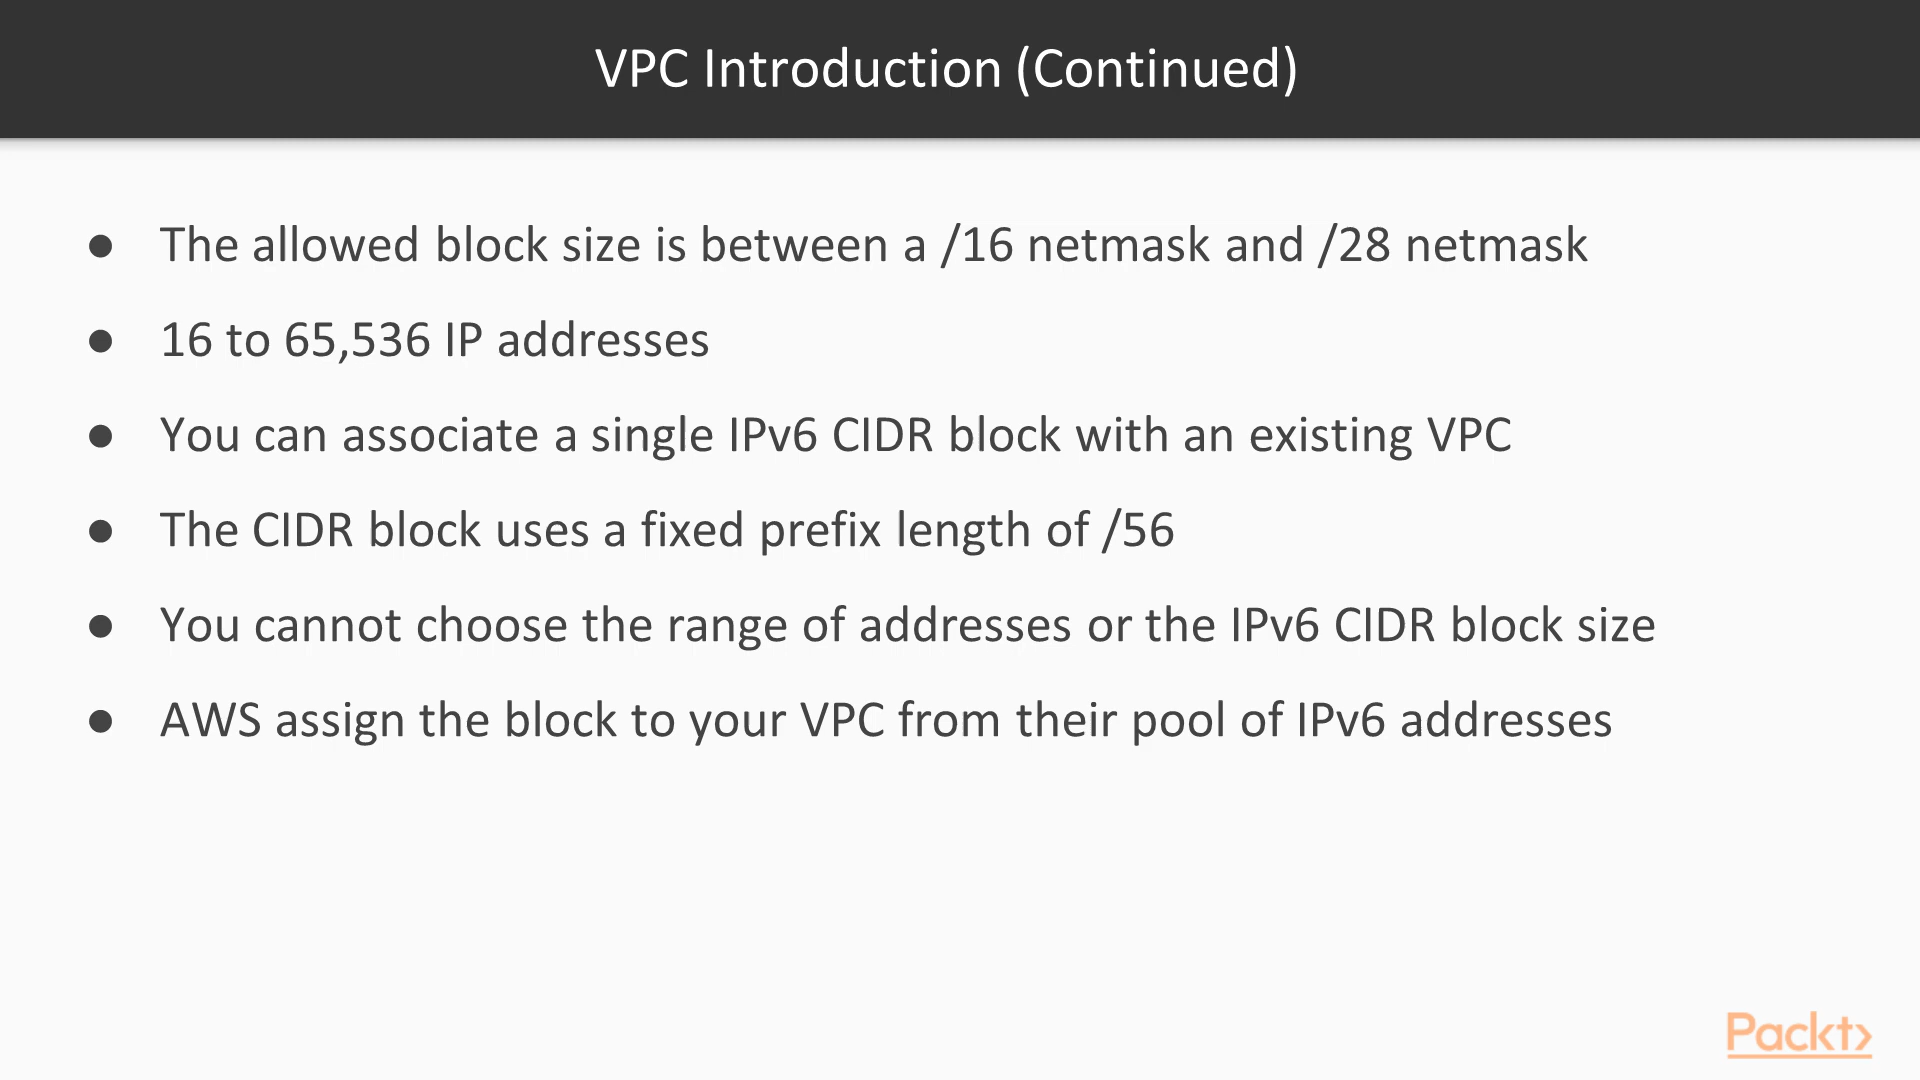 VPC Introduction (Continued)
● The allowed block size is between a /16 netmask and /28 netmask
● 16 to 65,536 IP addresses
● You can associate a single IPv6 CIDR block with an existing VPC
● The CIDR block uses a fixed prefix length of /56
● You cannot choose the range of addresses or the IPv6 CIDR block size
● AWS assign the block to your VPC from their pool of IPv6 addresses
Packt>